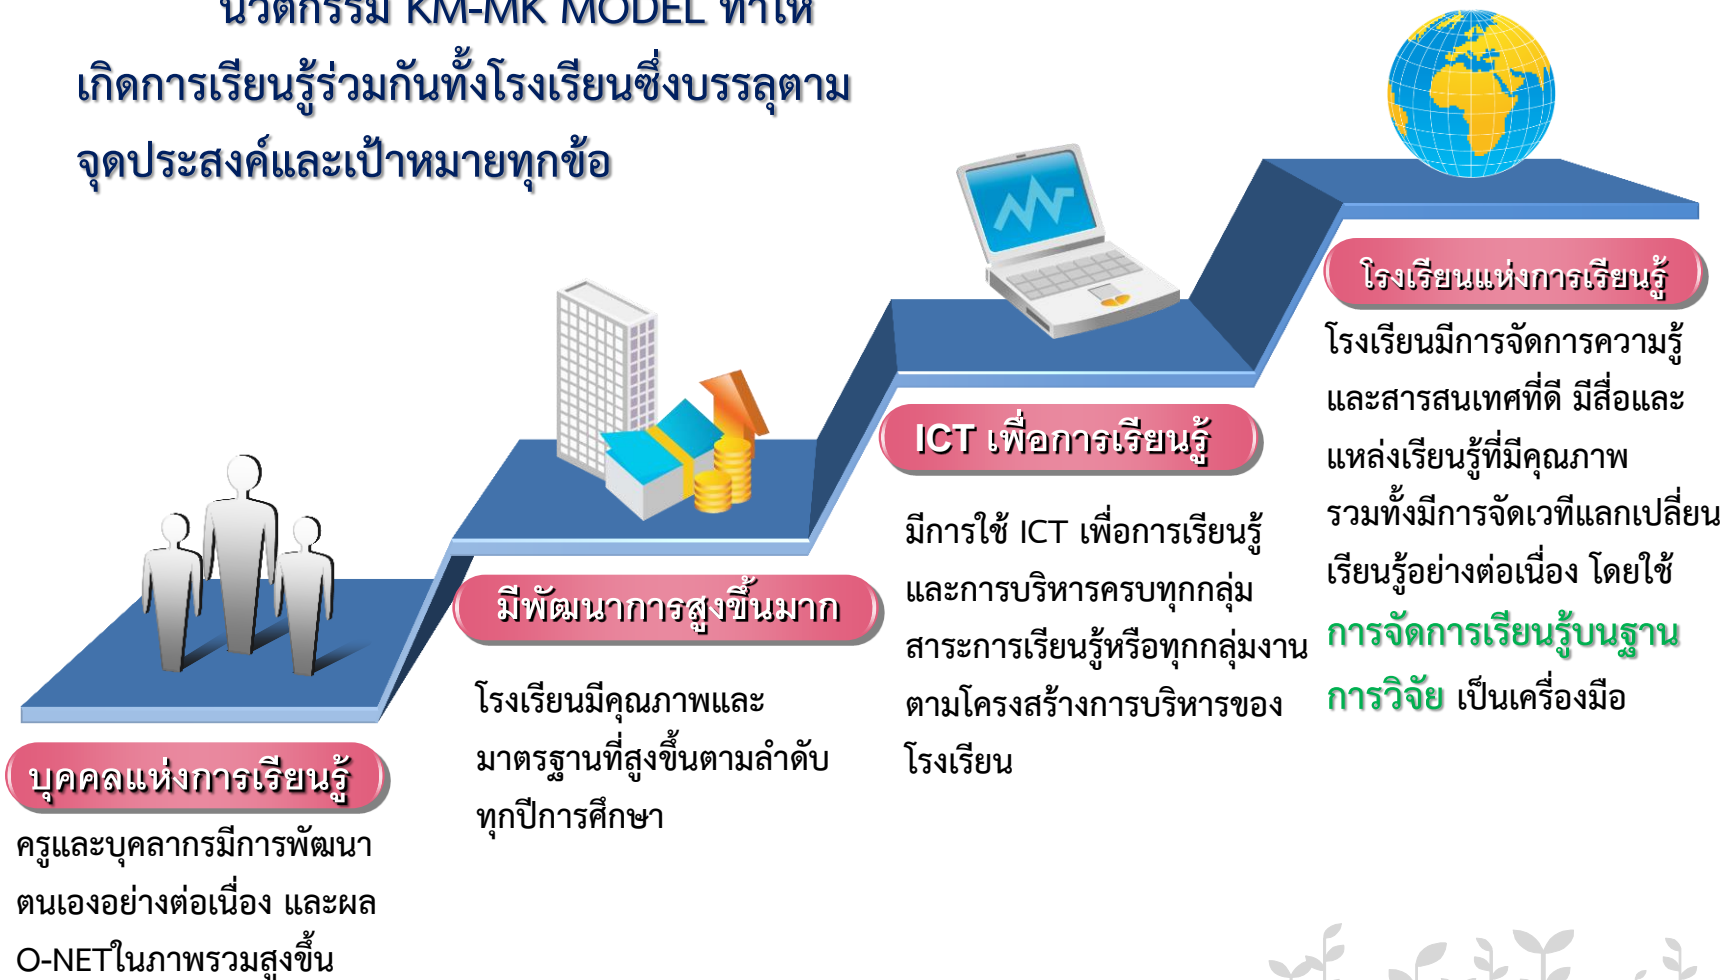 นวัตกรรม KM-MK MODEL ทำให้
เกิดการเรียนรู้ร่วมกันทั้งโรงเรียนซึ่งบรรลุตาม
จุดประสงค์และเป้าหมายทุกข้อ
บุคคลแห่งการเรียนรู้
ครูและบุคลากรมีการพัฒนา
ตนเองอย่างต่อเนื่อง และผล
O-NETในภาพรวมสูงขึ้น
มีพัฒนาการสูงขึ้นมาก
โรงเรียนมีคุณภาพและ
มาตรฐานที่สูงขึ้นตามลำดับ
ทุกปีการศึกษา
ICT เพื่อการเรียนรู้
มีการใช้ ICT เพื่อการเรียนรู้
และการบริหารครบทุกกลุ่ม
สาระการเรียนรู้หรือทุกกลุ่มงาน
ตามโครงสร้างการบริหารของ
โรงเรียน
โรงเรียนแห่งการเรียนรู้
โรงเรียนมีการจัดการความรู้
และสารสนเทศที่ดี มีสื่อและ
แหล่งเรียนรู้ที่มีคุณภาพ
รวมทั้งมีการจัดเวทีแลกเปลี่ยน
เรียนรู้อย่างต่อเนื่อง โดยใช้
การจัดการเรียนรู้บนฐาน
การวิจัย เป็นเครื่องมือ